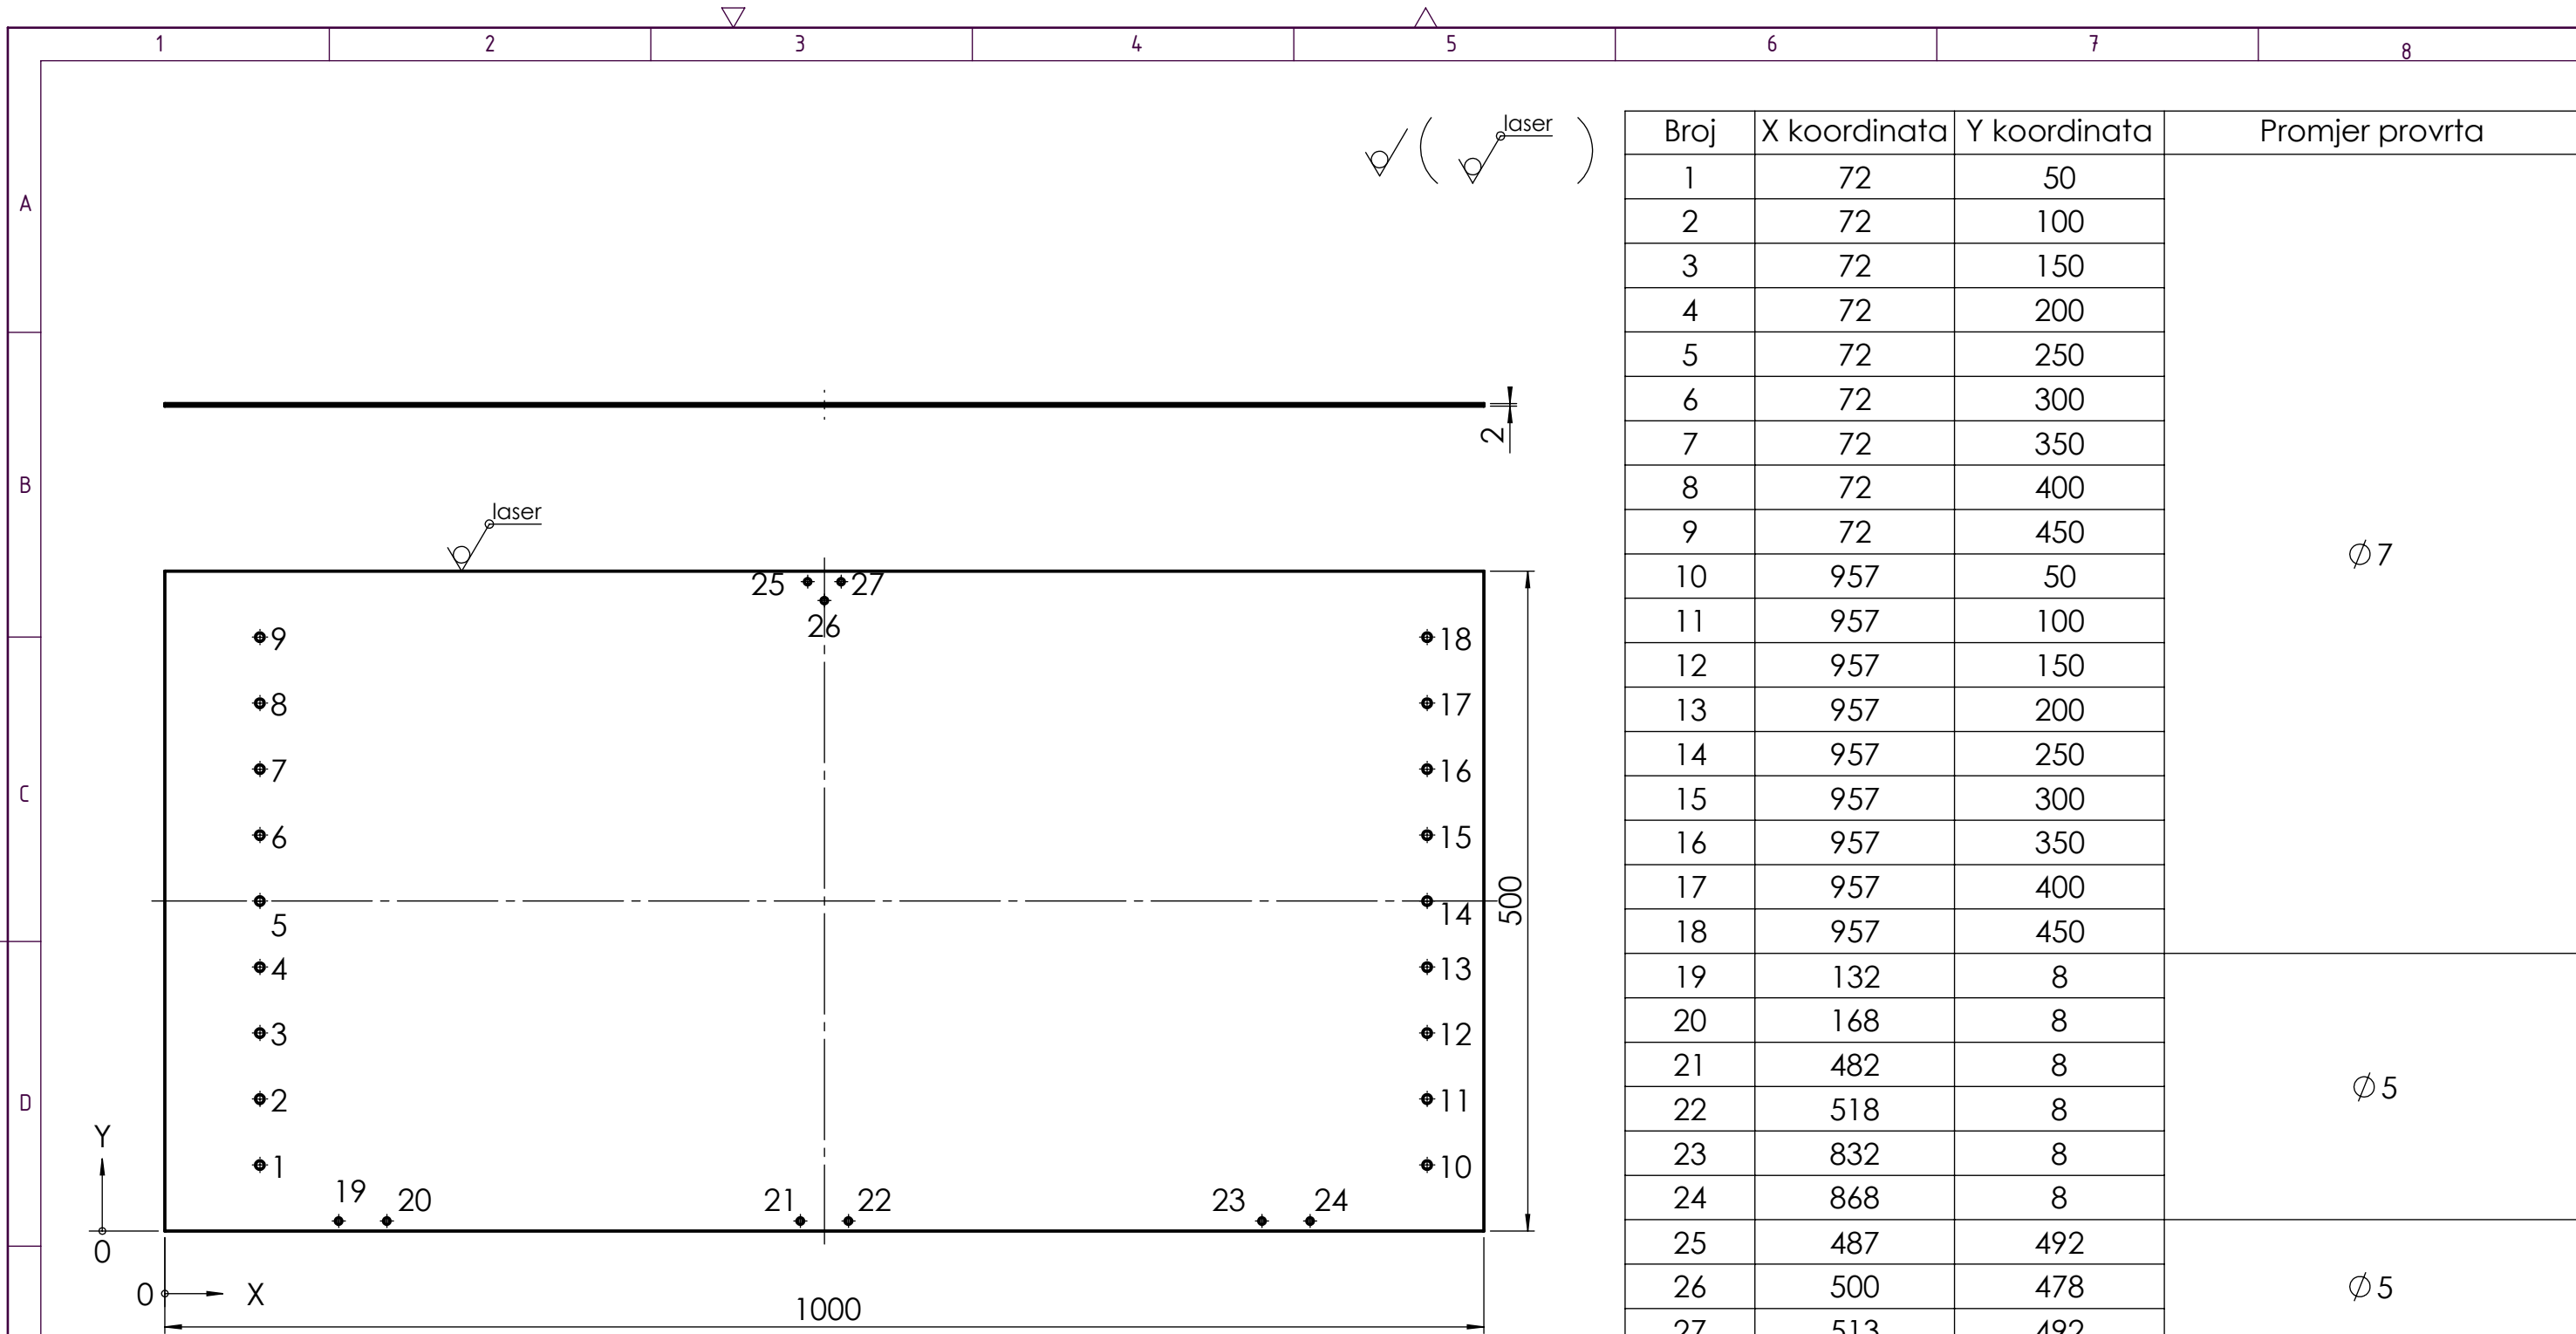 1 2 3 4 5 6 7 8
A
B
C
D
laser
Broj X koordinata Y koordinata Promjer provrta
1 72 50
2 72 100
3 72 150
4 72 200
5 72 250
6 72 300
7 72 350
8 72 400
9 72 450
∅7
10 957 50
11 957 100
12 957 150
13 957 200
14 957 250
15 957 300
16 957 350
17 957 400
18 957 450
19 132 8
20 168 8
21 482 8
∅5
22 518 8
23 832 8
24 868 8
25 487 492
26 500 478 ∅5
27 513 492
2
laser
25 27
26
9 18
8 17
7 16
6 15
5 14
500
4 13
3 12
2 11
1 10
19 20 21 22 23 24
Y
0
0 X
1000